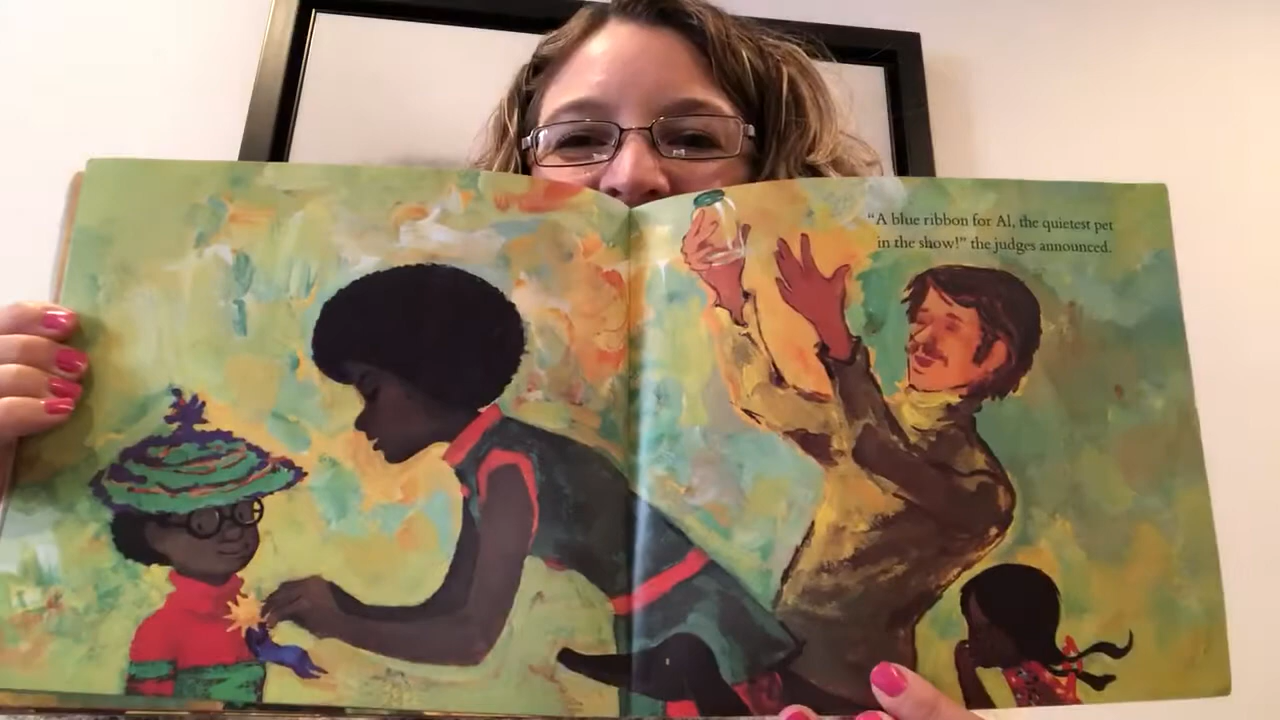 “A blue ribbon for Al, the quietest pet
in the show!” the judges announced.